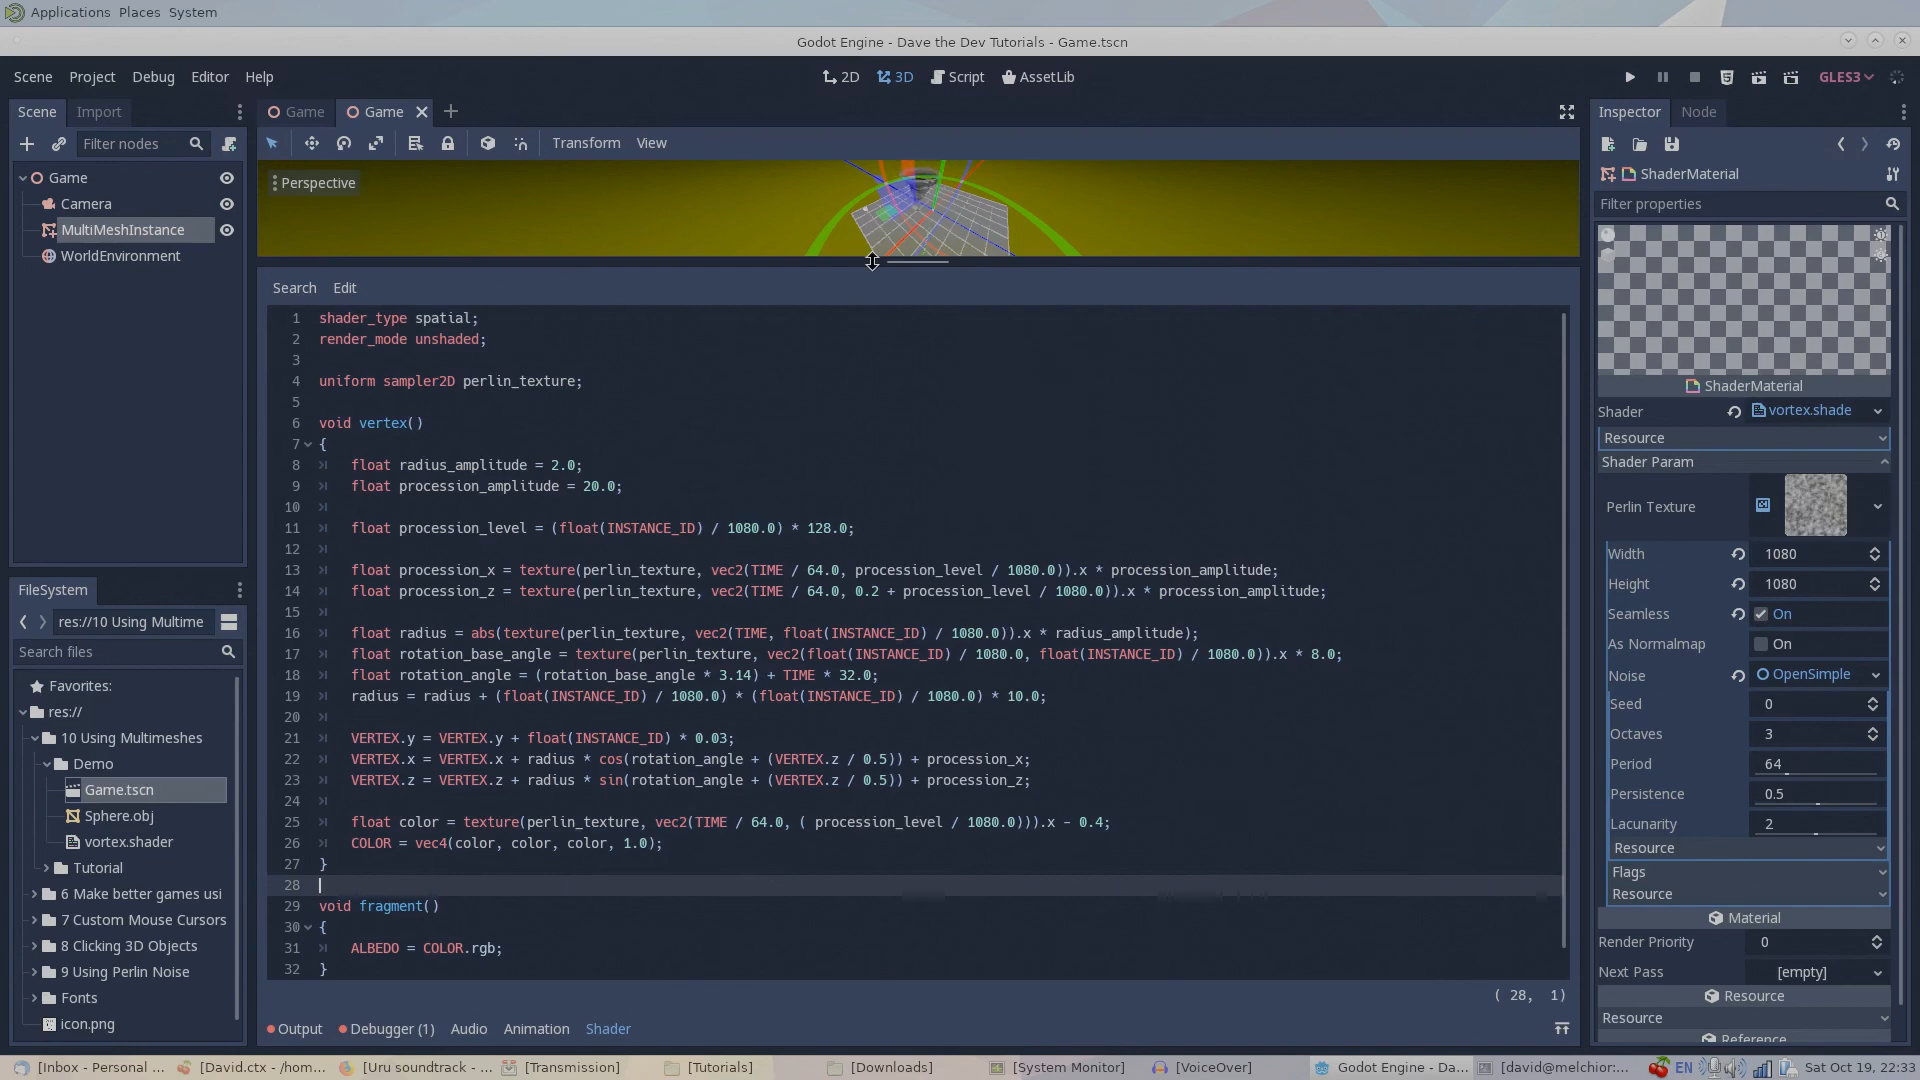 Applications Places System
Godot Engine - Dave the Dev Tutorials - Game.tscn
Scene Project Debug Editor Help
2D 3D Script AssetLib
GLES3
Scene Import
Game Game
Inspector Node
Filter nodes
Transform View
Perspective
Game
Camera
MultiMeshInstance
WorldEnvironment
ShaderMaterial
Filter properties
Search Edit
1 shader_type spatial;
2 render_mode unshaded;
3
4 uniform sampler2D perlin_texture;
5
6 void vertex()
7 {
8 float radius_amplitude = 2.0;
9 float procession_amplitude = 20.0;
10
11 float procession_level = (float(INSTANCE_ID) / 1080.0) * 128.0;
12
13 float procession_x = texture(perlin_texture, vec2(TIME / 64.0, procession_level / 1080.0)).x * procession_amplitude;
14 float procession_z = texture(perlin_texture, vec2(TIME / 64.0, 0.2 + procession_level / 1080.0)).x * procession_amplitude;
15
16 float radius = abs(texture(perlin_texture, vec2(TIME, float(INSTANCE_ID) / 1080.0)).x * radius_amplitude);
17 float rotation_base_angle = texture(perlin_texture, vec2(float(INSTANCE_ID) / 1080.0, float(INSTANCE_ID) / 1080.0)).x * 8.0;
18 float rotation_angle = (rotation_base_angle * 3.14) + TIME * 32.0;
19 radius = radius + (float(INSTANCE_ID) / 1080.0) * (float(INSTANCE_ID) / 1080.0) * 10.0;
20
21 VERTEX.y = VERTEX.y + float(INSTANCE_ID) * 0.03;
22 VERTEX.x = VERTEX.x + radius * cos(rotation_angle + (VERTEX.z / 0.5)) + procession_x;
23 VERTEX.z = VERTEX.z + radius * sin(rotation_angle + (VERTEX.z / 0.5)) + procession_z;
24
25 float color = texture(perlin_texture, vec2(TIME / 64.0, ( procession_level / 1080.0))).x - 0.4;
26 COLOR = vec4(color, color, color, 1.0);
27 }
28
29 void fragment()
30 {
31 ALBEDO = COLOR.rgb;
32 }
( 28, 1)
Output Debugger (1) Audio Animation Shader
FileSystem
res://10 Using Multime
Search files
Favorites:
res://
10 Using Multimeshes
Demo
Game.tscn
Sphere.obj
vortex.shader
Tutorial
6 Make better games usi
7 Custom Mouse Cursors
8 Clicking 3D Objects
9 Using Perlin Noise
Fonts
icon.png
ShaderMaterial
Shader vortex.shade
Resource
Shader Param
Perlin Texture
Width 1080
Height 1080
Seamless On
As Normalmap On
Noise OpenSimple
Seed 0
Octaves 3
Period 64
Persistence 0.5
Lacunarity 2
Resource
Flags
Resource
Material
Render Priority 0
Next Pass [empty]
Resource
Resource
Reference
[Inbox - Personal ... [David.ctx - /hom... [Uru soundtrack - ... [Transmission] [Tutorials] [Downloads] [System Monitor] [VoiceOver] Godot Engine - Da... [david@melchior:... EN Sat Oct 19, 22:33